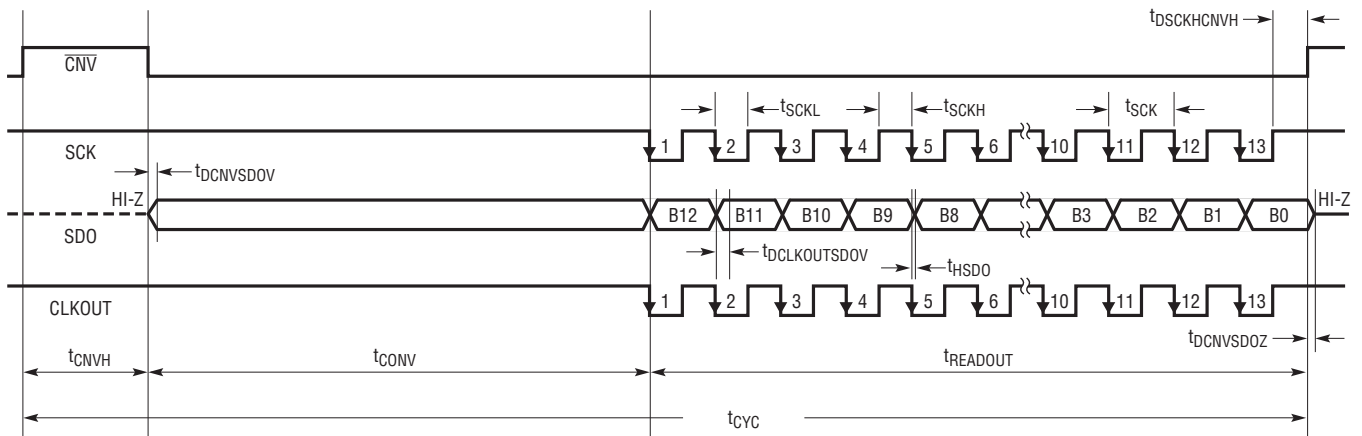 tDSCKHCNVH
CNV
tSCKL
tSCKH
tSCK
1 2 3 4 5 6 10 11 12 13
SCK
tDCNVSDOV
HI-Z
HI-Z
B12 B11 B10 B9 B8 B3 B2 B1 B0
SDO
tDCLKOUTSDOV
tHSDO
1 2 3 4 5 6 10 11 12 13
CLKOUT
tDCNVSDOZ
tCNVH
tCONV
tREADOUT
tCYC